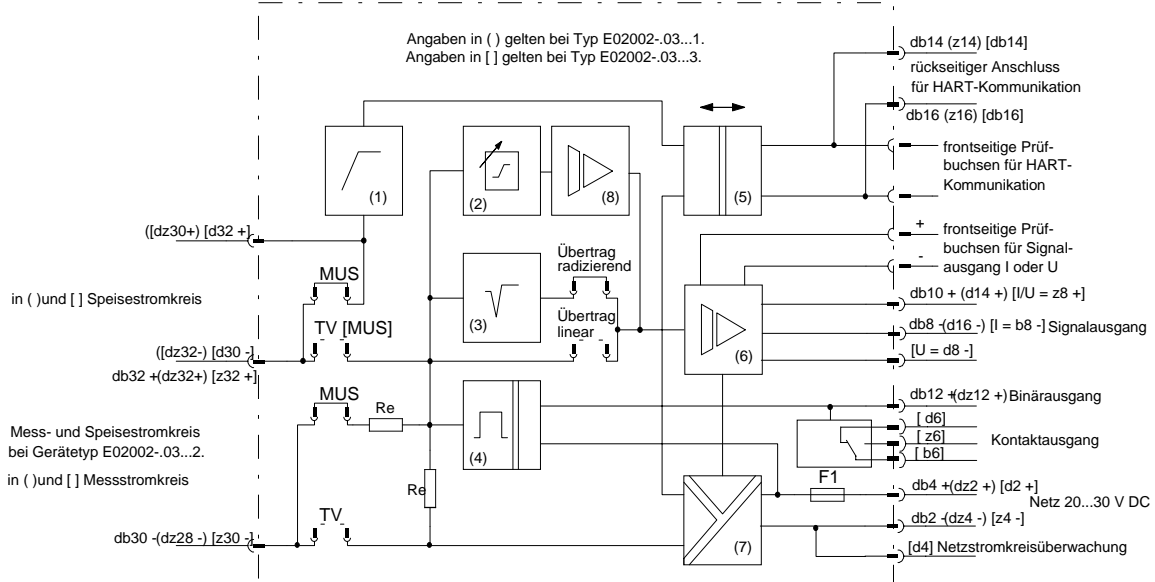 Angaben in ( ) gelten bei Typ E02002-.03...1.
Angaben in [ ] gelten bei Typ E02002-.03...3.
db14 (z14) [db14]
rückseitiger Anschluss
für HART-Kommunikation
db16 (z16) [db16]
frontseitige Prüf-
buchsen für HART-
Kommunikation
(1)
(2)
(8)
(5)
([dz30+) [d32 +]
+
frontseitige Prüf-
buchsen für Signal-
ausgang I oder U
-
MUS
Übertrag
radizierend
in ( )und [ ] Speisestromkreis
(3)
db10 + (d14 +) [I/U = z8 +]
TV [MUS]
Übertrag
linear
(6)
db8 -(d16 -) [I = b8 -] Signalausgang
([dz32-) [d30 -]
[U = d8 -]
db32 +(dz32+) [z32 +]
MUS
Re
db12 +(dz12 +) Binärausgang
[ d6]
[ z6]
Kontaktausgang
[ b6]
Mess- und Speisestromkreis
bei Gerätetyp E02002-.03...2.
(4)
in ( )und [ ] Messstromkreis
Re
F1
db4 +(dz2 +) [d2 +]
Netz 20...30 V DC
TV
db2 -(dz4 -) [z4 -]
db30 -(dz28 -) [z30 -]
(7)
[d4] Netzstromkreisüberwachung